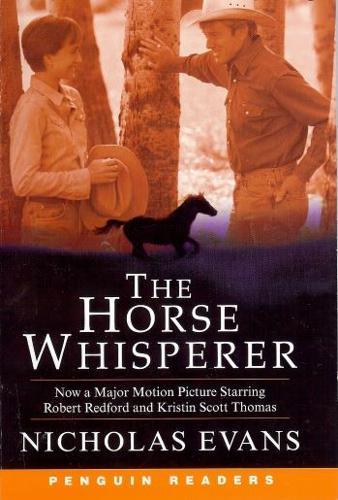 THE
HORSE
WHISPERER
Now a Major Motion Picture Starring
Robert Redford and Kristin Scott Thomas
NICHOLAS EVANS
PENGUIN READERS